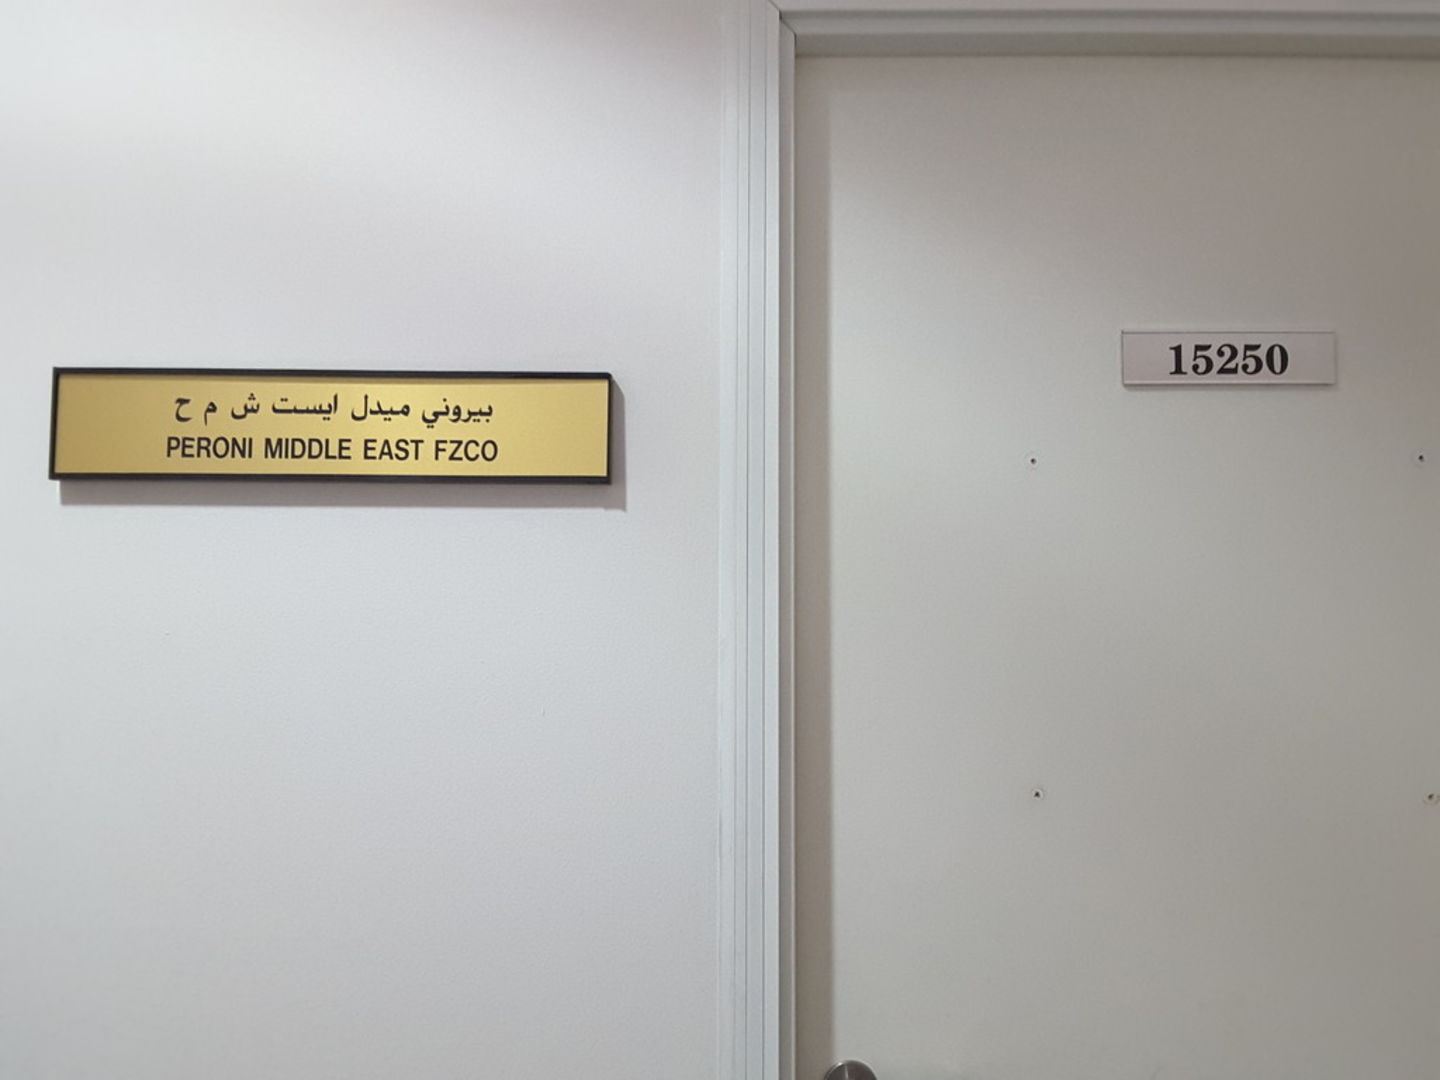 بيروني ميدل ايست ش م ح
PERONI MIDDLE EAST FZCO
15250